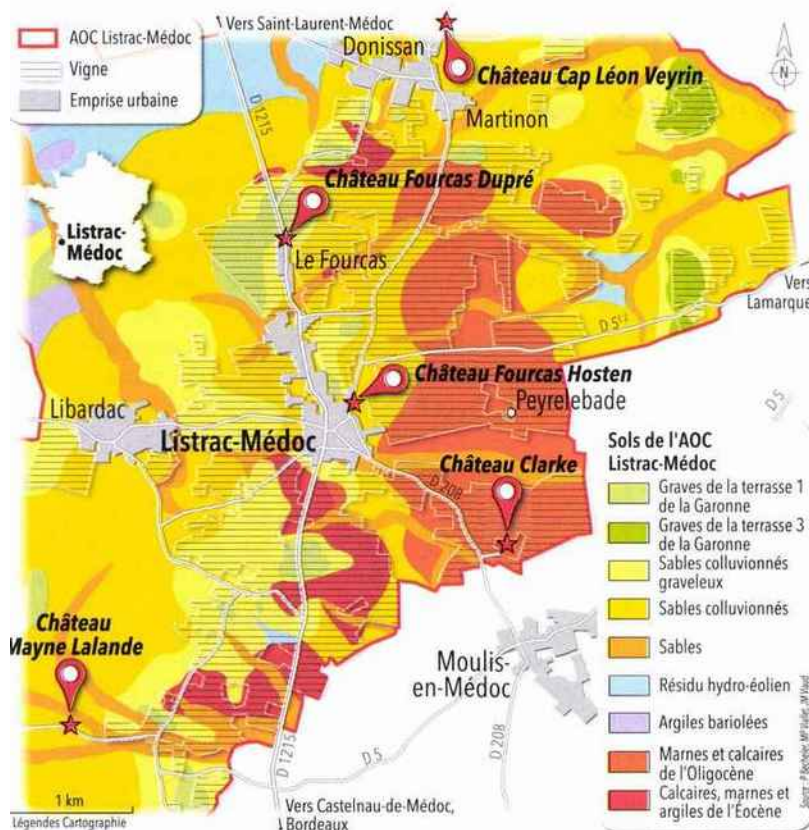 AOC Listrac-Médoc
Vigne
Emprise urbaine
Vers Saint-Laurent-Médoc
Donissan
Château Cap Léon Veyrin
N
Martinon
D 1215
Château Fourcas Dupré
Listrac-
Médoc
Le Fourcas
Vers
Lamarque
D 5
Château Fourcas Hosten
Peyrelebade
D 5
Libardac
Listrac-Médoc
Château Clarke
D 208
Sols de l'AOC
Listrac-Médoc
Graves de la terrasse 1
de la Garonne
Graves de la terrasse 3
de la Garonne
Sables colluvionnés
graveleux
Sables colluvionnés
Sables
Résidu hydro-éolien
Argiles bariolées
Marnes et calcaires
de l'Oligocène
Calcaires, marnes et
argiles de l'Éocène
Château
Mayne Lalande
Moulis-
en-Médoc
D 1215
D 5
D 208
1 km
Légendes Cartographie
Vers Castelnau-de-Médoc,
Bordeaux